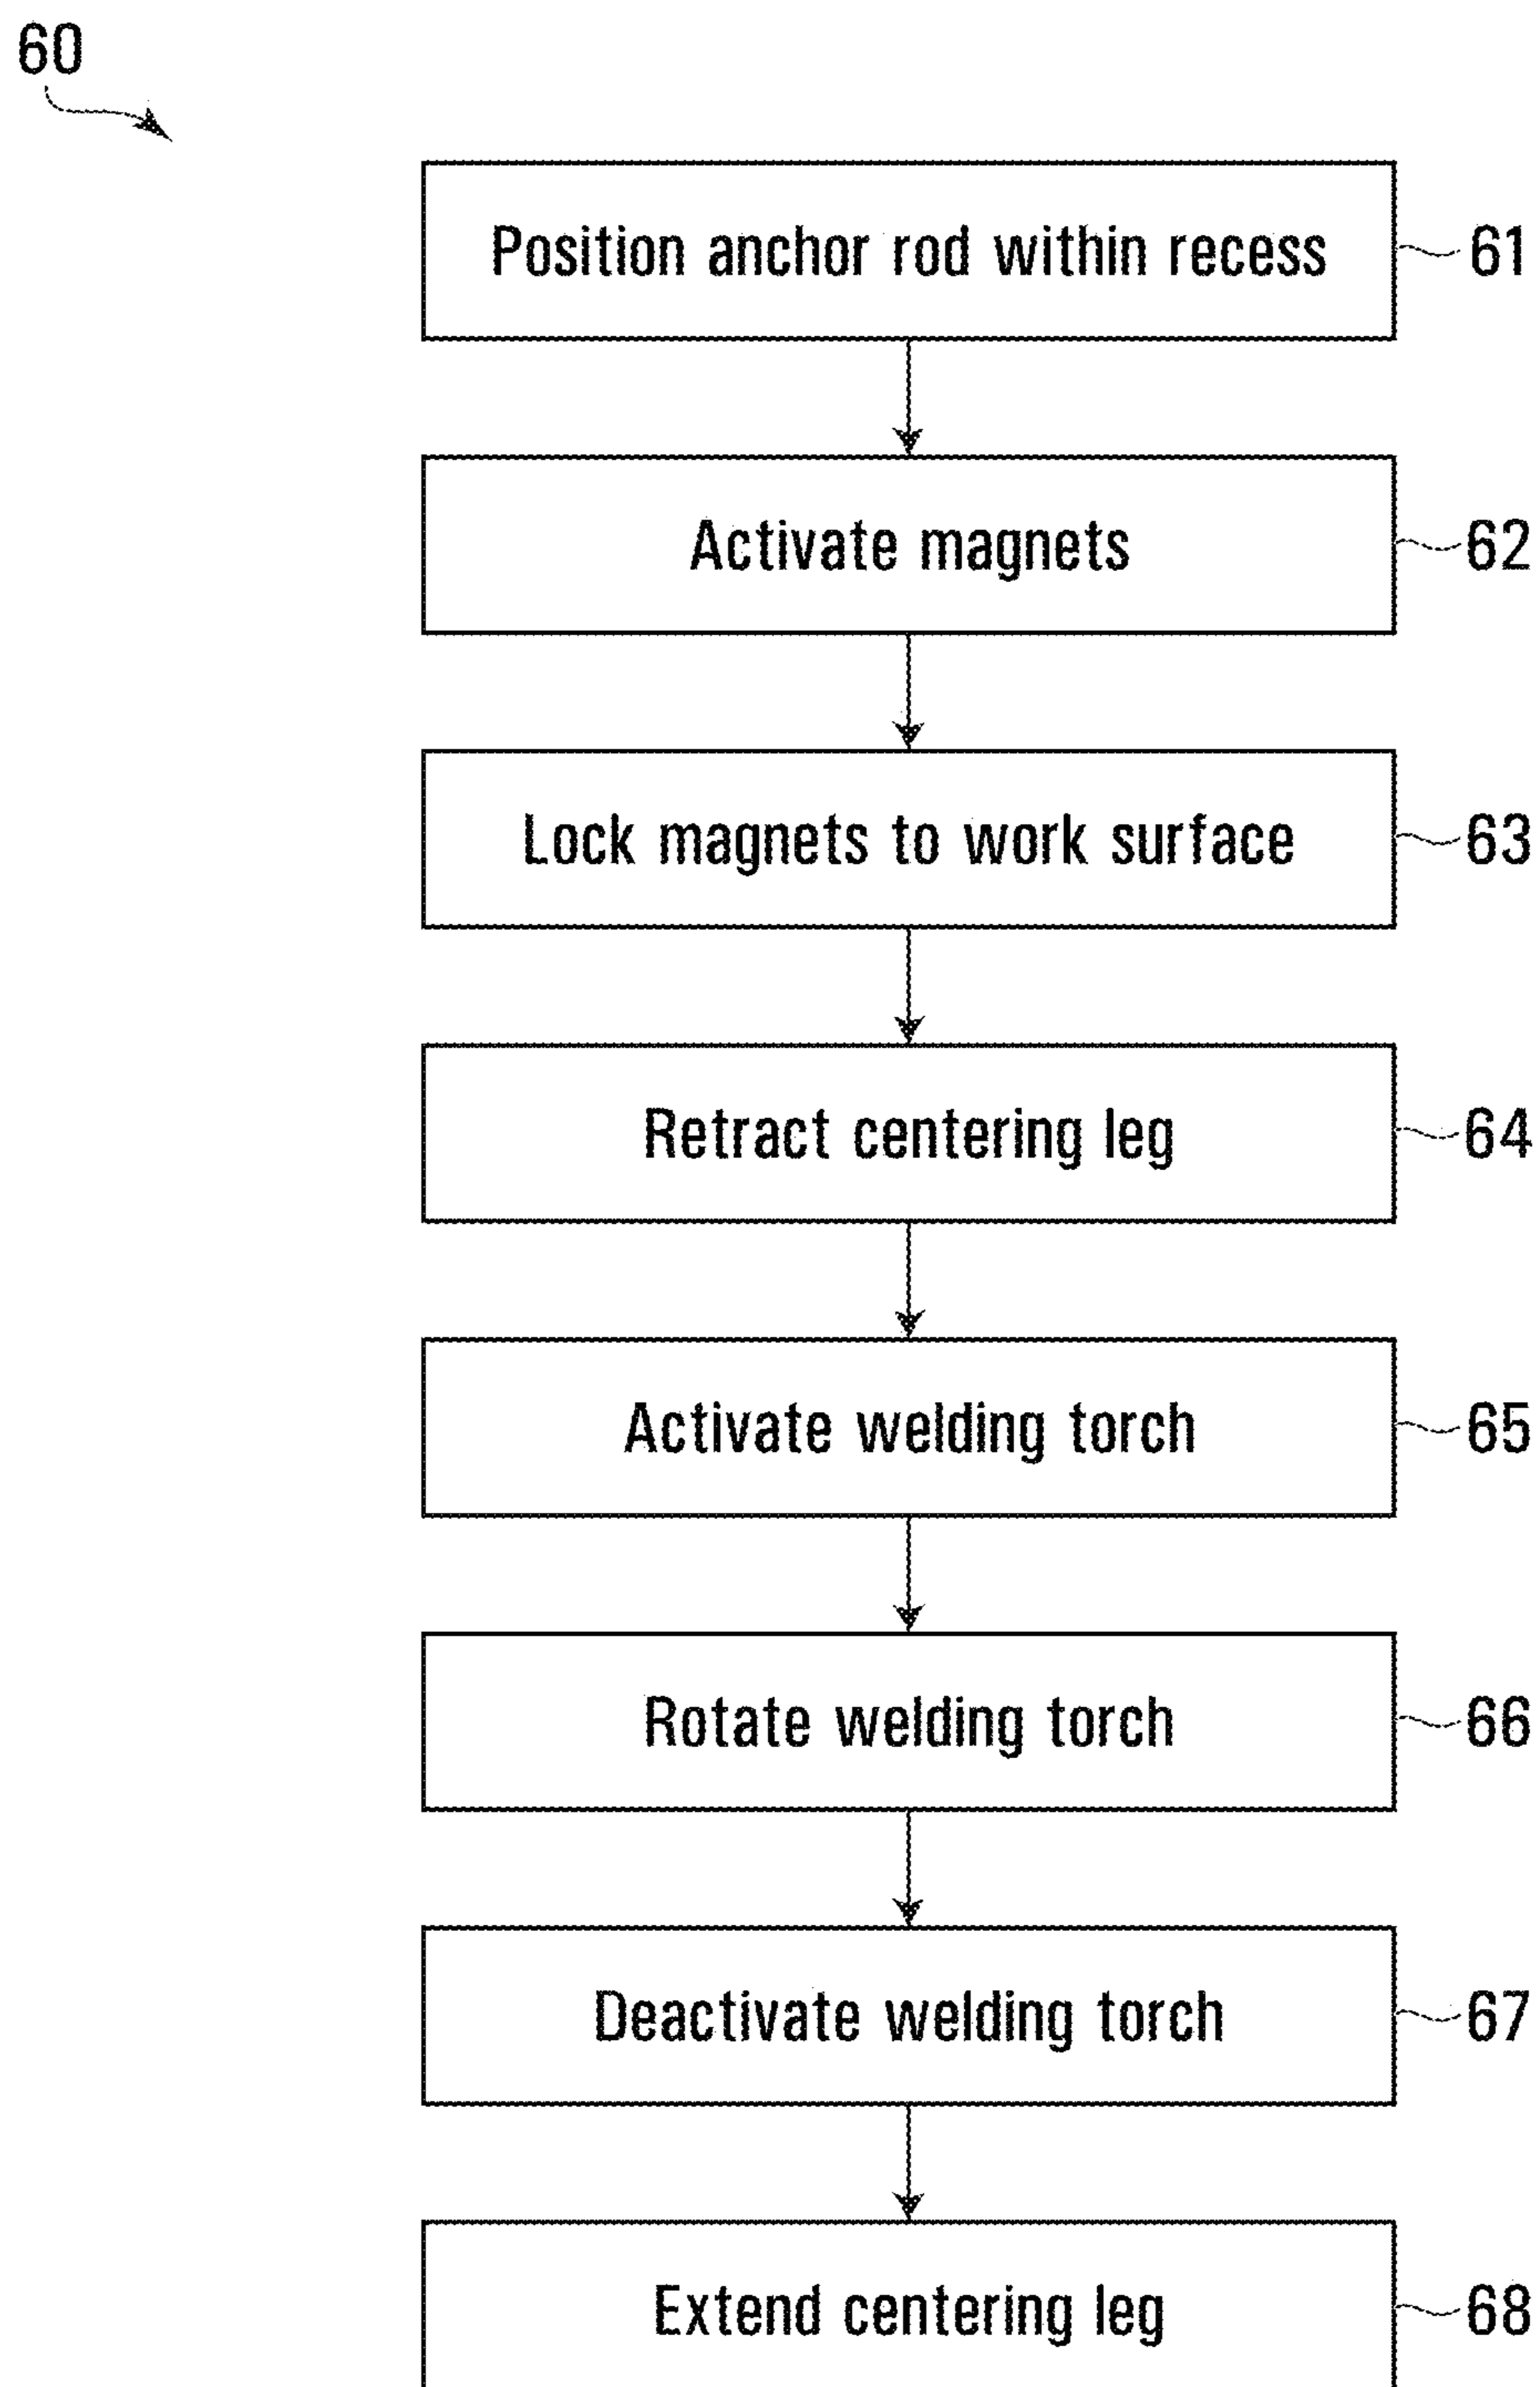 60
Position anchor rod within recess 61
Activate magnets 62
Lock magnets to work surface 63
Retract centering leg 64
Activate welding torch 65
Rotate welding torch 66
Deactivate welding torch 67
Extend centering leg 68